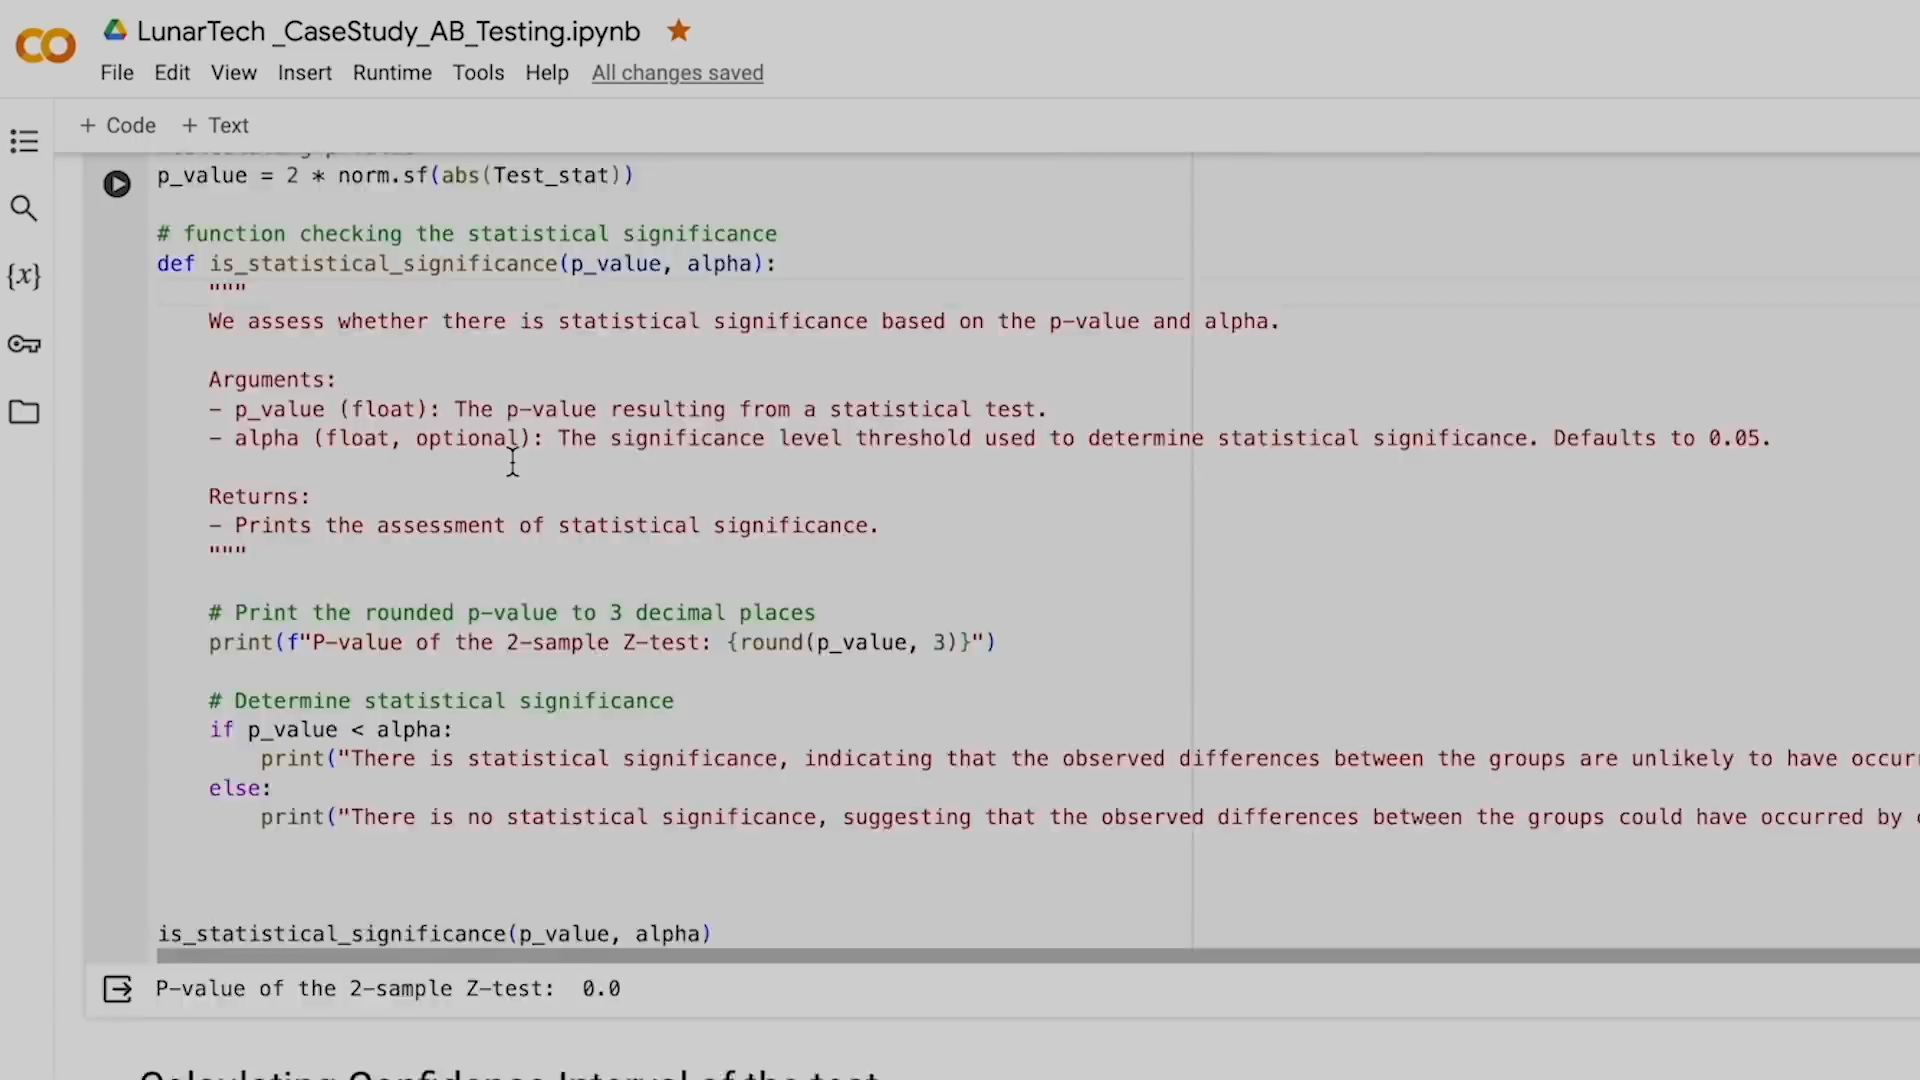 LunarTech _CaseStudy_AB_Testing.ipynb
File Edit View Insert Runtime Tools Help All changes saved
+ Code + Text
p_value = 2 * norm.sf(abs(Test_stat))
# function checking the statistical significance
def is_statistical_significance(p_value, alpha):
"""
We assess whether there is statistical significance based on the p-value and alpha.
Arguments:
- p_value (float): The p-value resulting from a statistical test.
- alpha (float, optional): The significance level threshold used to determine statistical significance. Defaults to 0.05.
Returns:
- Prints the assessment of statistical significance.
"""
# Print the rounded p-value to 3 decimal places
print(f"P-value of the 2-sample Z-test: {round(p_value, 3)}")
# Determine statistical significance
if p_value < alpha:
print("There is statistical significance, indicating that the observed differences between the groups are unlikely to have occur
else:
print("There is no statistical significance, suggesting that the observed differences between the groups could have occurred by
is_statistical_significance(p_value, alpha)
P-value of the 2-sample Z-test:  0.0
Calculating Confidence Interval of the test